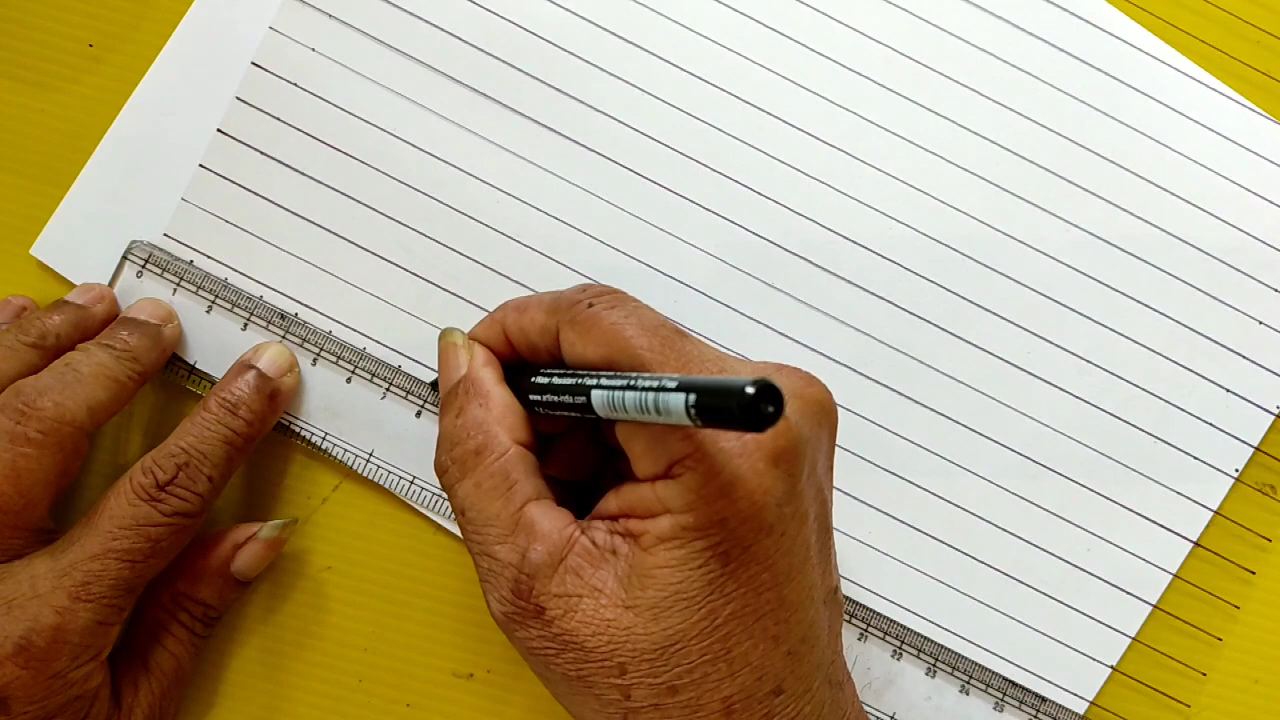 • Water Resistant • Fade Resistant • Xylene Free
www.artline-india.com
0 1 2 3 5 6 7 8
21 22 23 24 25